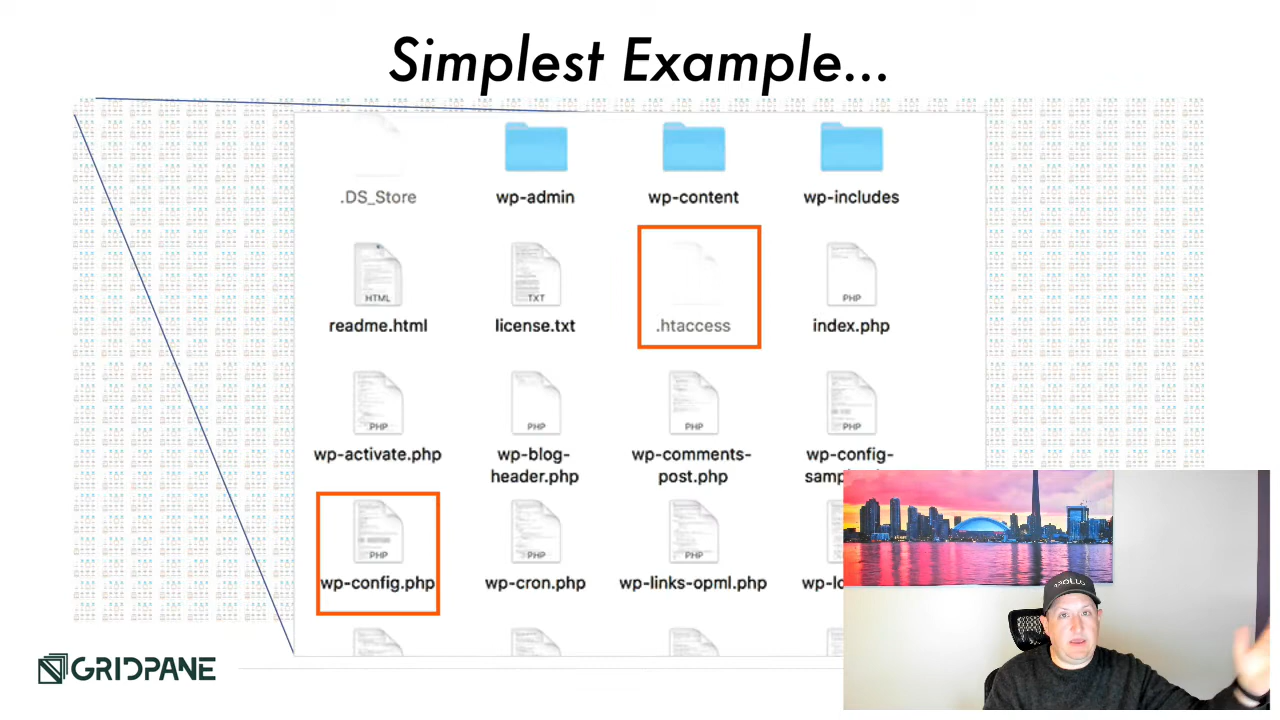 Simplest Example...
.DS_Store
wp-admin
wp-content
wp-includes
HTML
readme.html
TXT
license.txt
.htaccess
PHP
index.php
PHP
wp-activate.php
PHP
wp-blog-
header.php
PHP
wp-comments-
post.php
PHP
wp-config-
PHP
wp-config.php
PHP
wp-cron.php
PHP
wp-links-opml.php
GRIDPANE